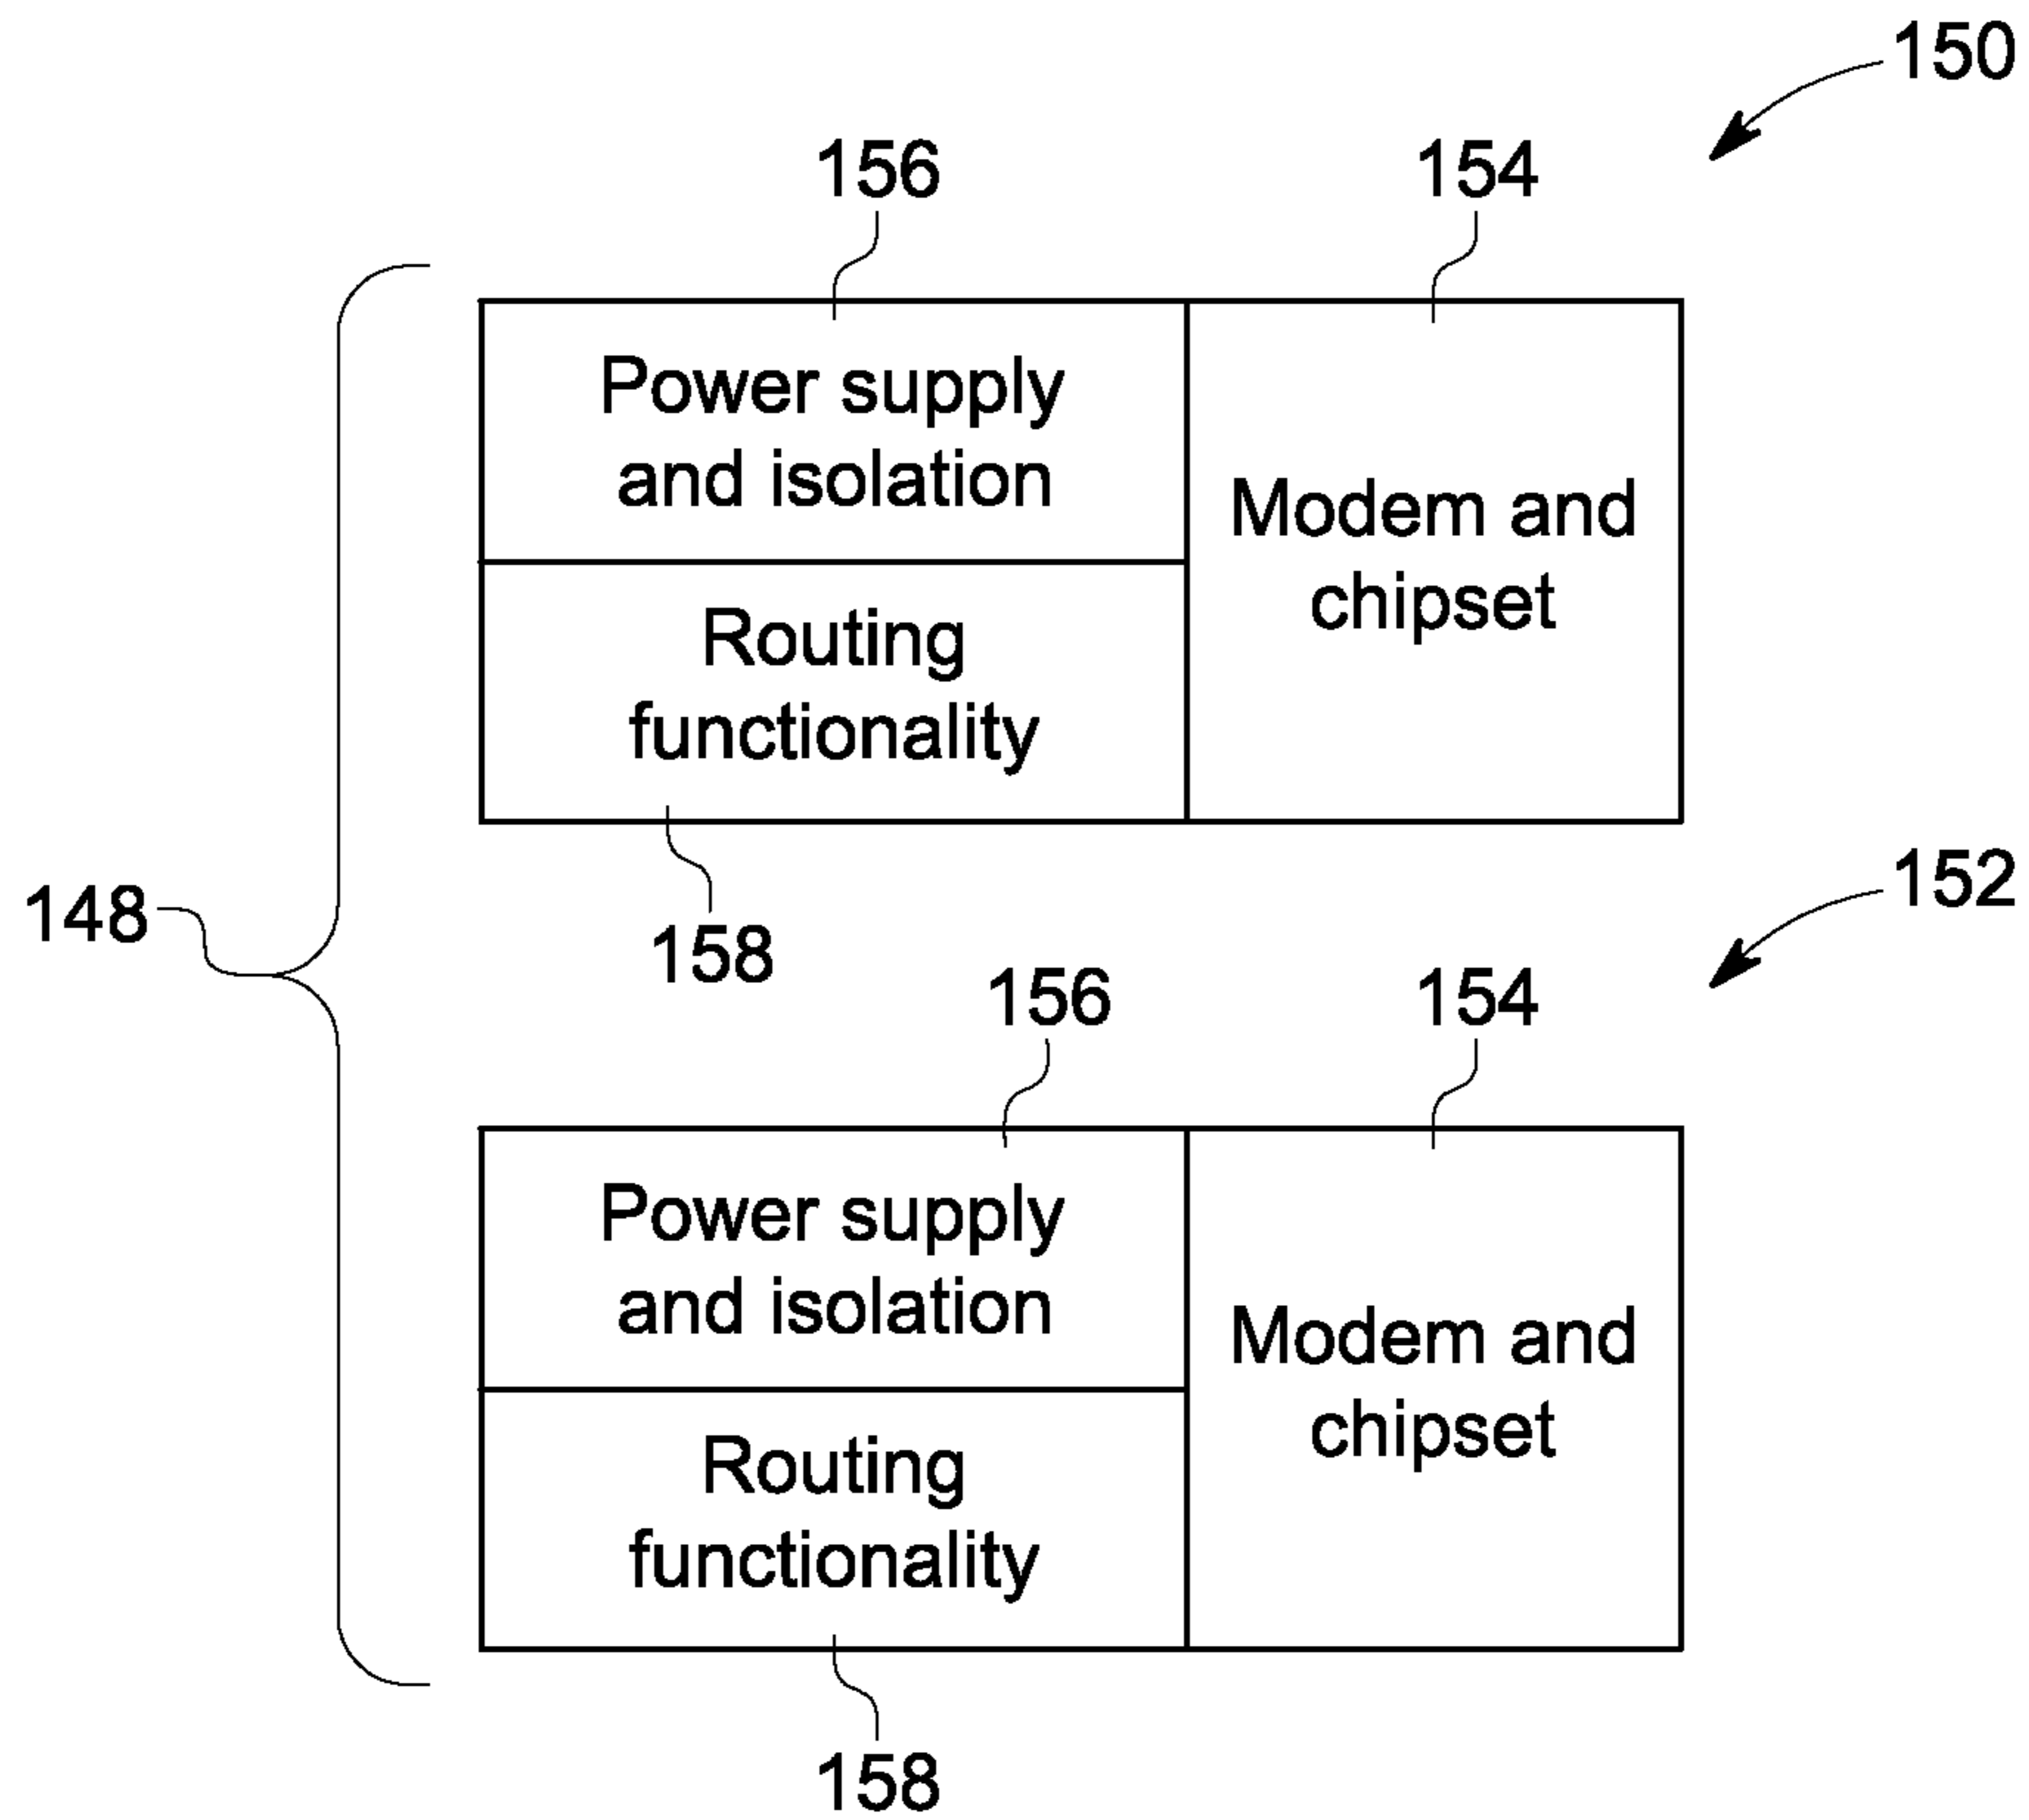 150
156
154
Power supply
and isolation
Modem and
chipset
Routing
functionality
148
158
152
156
154
Power supply
and isolation
Modem and
chipset
Routing
functionality
158